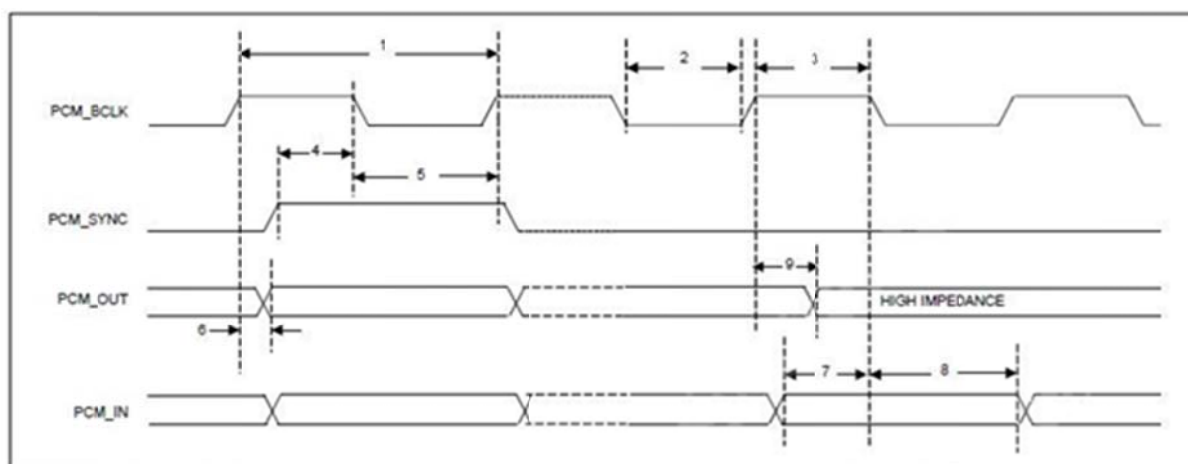 1
2
3
PCM_BCLK
4
5
PCM_SYNC
9
PCM_OUT
HIGH IMPEDANCE
6
7
8
PCM_IN